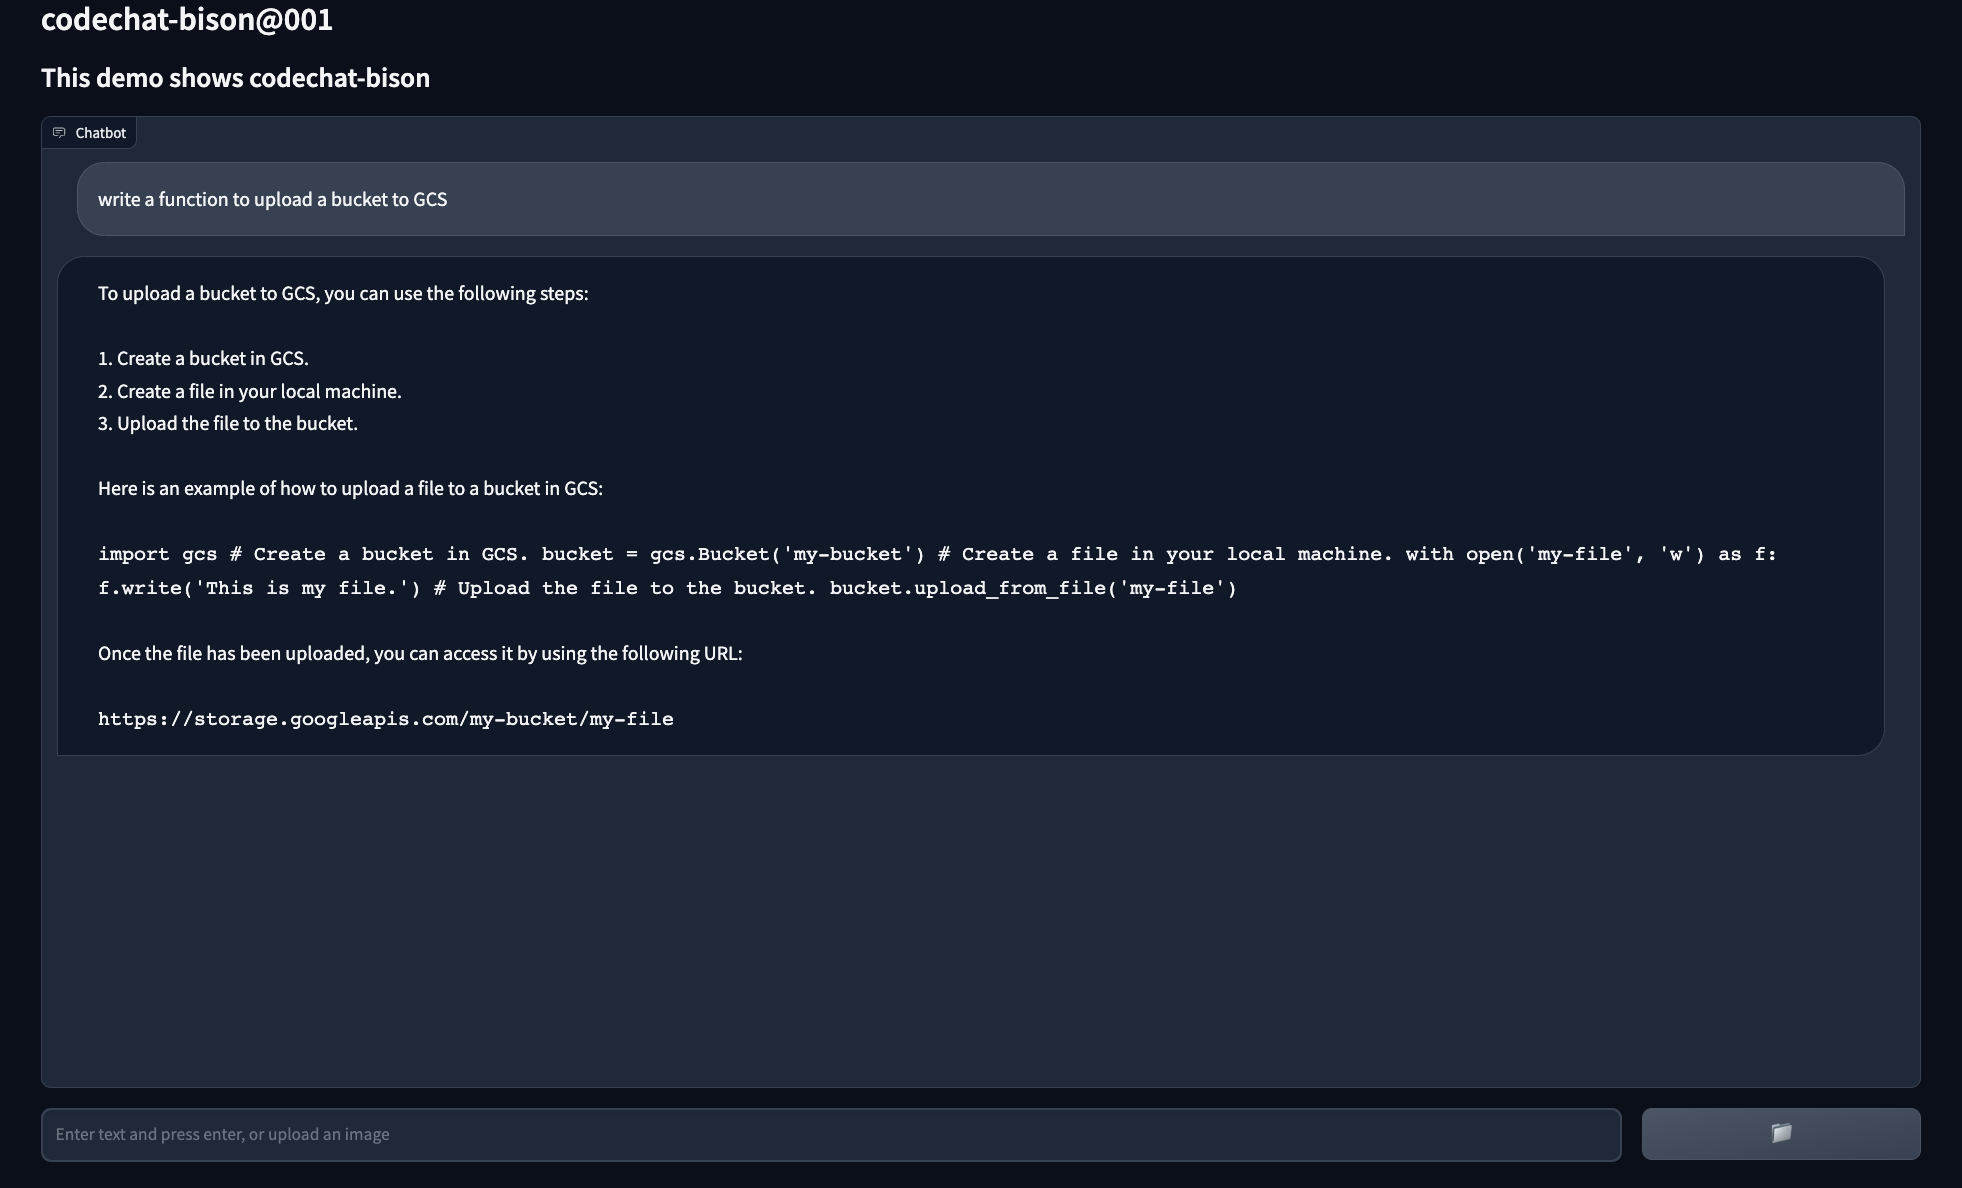 codechat-bison@001
This demo shows codechat-bison
Chatbot
write a function to upload a bucket to GCS
To upload a bucket to GCS, you can use the following steps:
1. Create a bucket in GCS.
2. Create a file in your local machine.
3. Upload the file to the bucket.
Here is an example of how to upload a file to a bucket in GCS:
import gcs # Create a bucket in GCS. bucket = gcs.Bucket('my-bucket') # Create a file in your local machine. with open('my-file', 'w') as f:
f.write('This is my file.') # Upload the file to the bucket. bucket.upload_from_file('my-file')
Once the file has been uploaded, you can access it by using the following URL:
https://storage.googleapis.com/my-bucket/my-file
Enter text and press enter, or upload an image